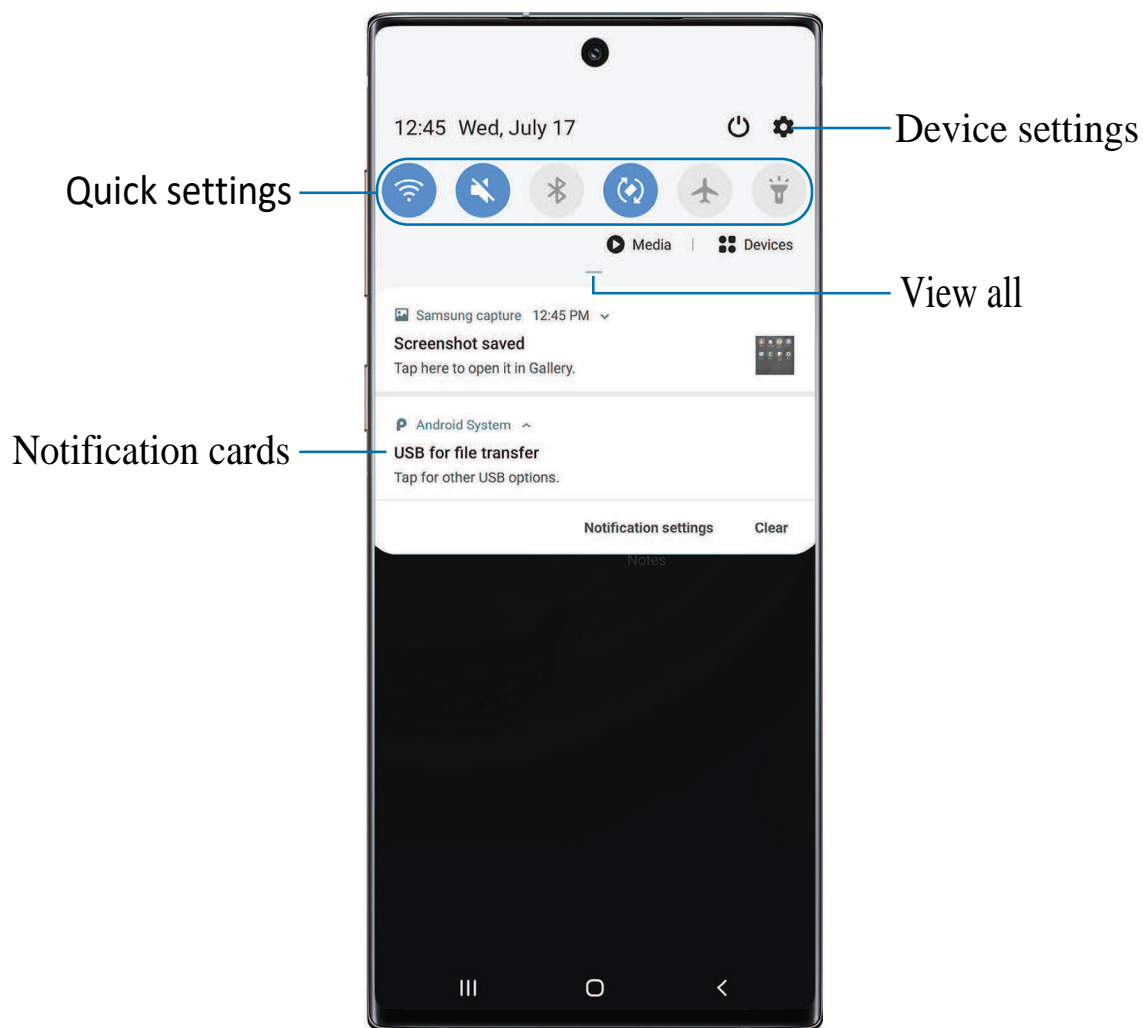 12:45 Wed, July 17
Device settings
Quick settings
Media | Devices
View all
Samsung capture 12:45 PM
Screenshot saved
Tap here to open it in Gallery.
Android System
Notification cards
USB for file transfer
Tap for other USB options.
Notification settings Clear
Notes